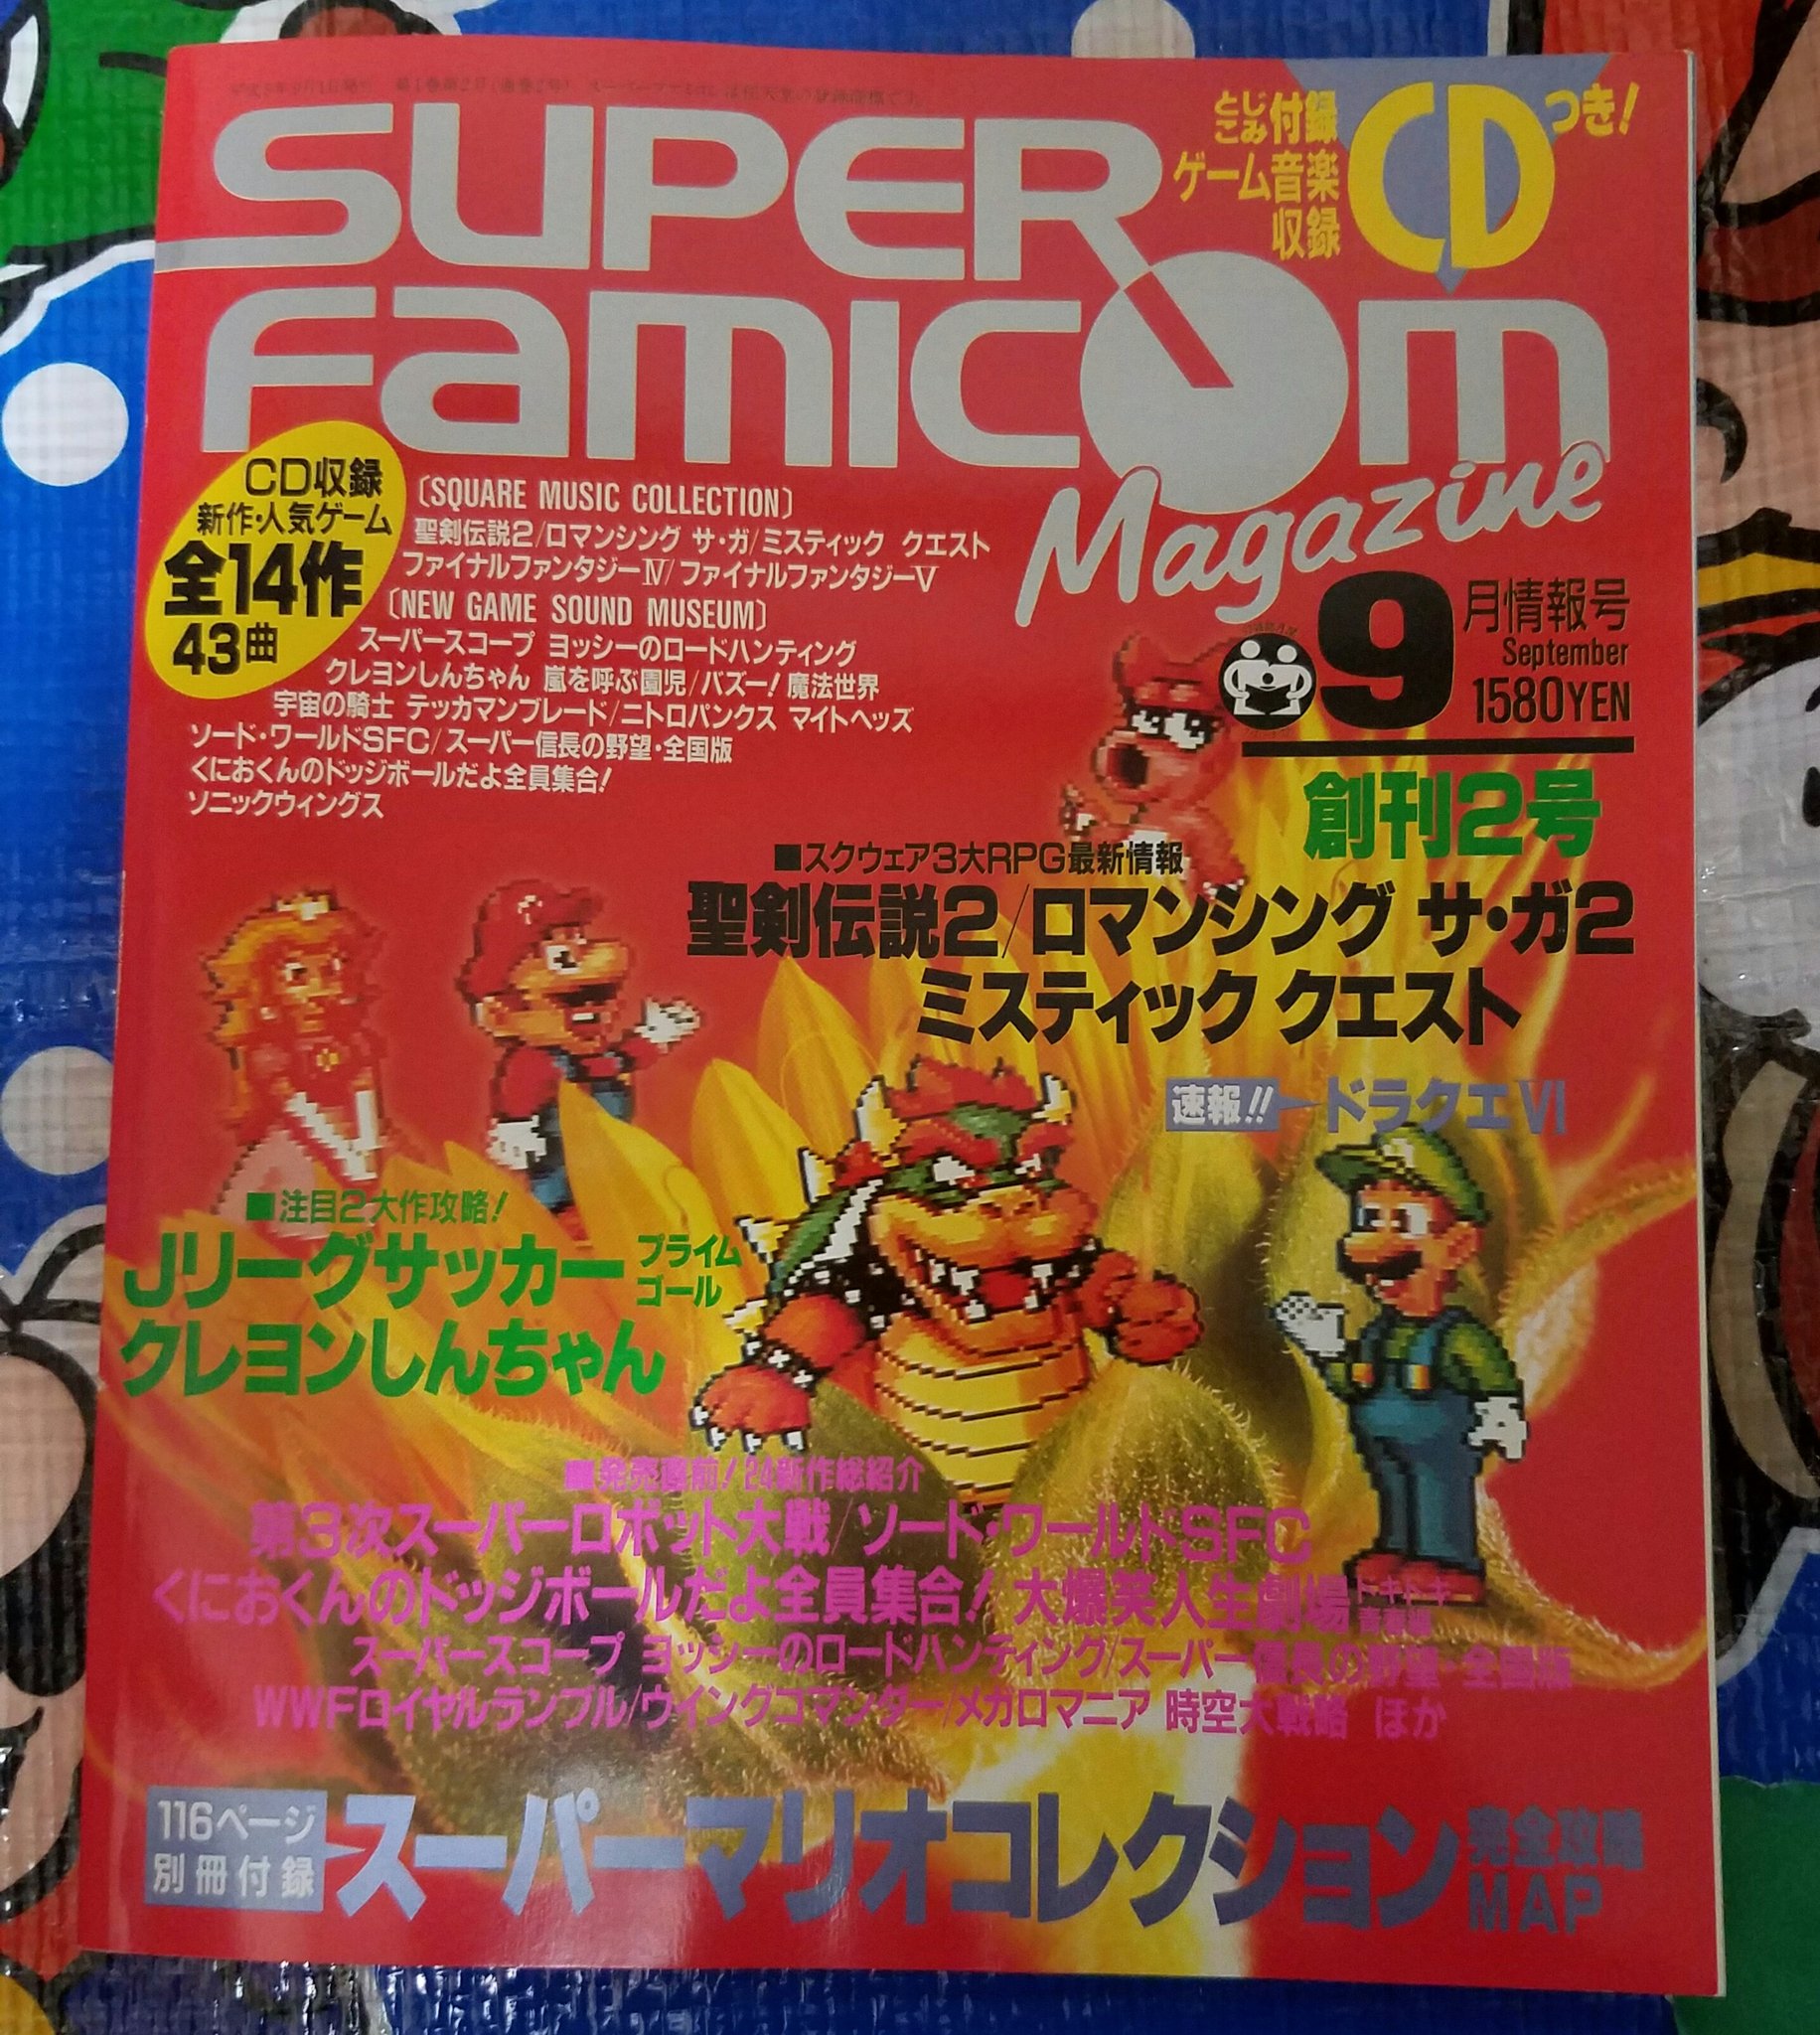 SUPER
Famicom
Magazine
とじこみ付録
ゲーム音楽
収録
CDつき!
CD収録
新作・人気ゲーム
全14作
43曲
〔SQUARE MUSIC COLLECTION〕
聖剣伝説2/ロマンシング サ・ガ/ミスティック クエスト
ファイナルファンタジーⅣ/ファイナルファンタジーⅤ
〔NEW GAME SOUND MUSEUM〕
スーパースコープ ヨッシーのロードハンティング
クレヨンしんちゃん 嵐を呼ぶ園児/バズー!魔法世界
宇宙の騎士 テッカマンブレード/ニトロパンクス マイトヘッズ
ソード・ワールドSFC/スーパー信長の野望・全国版
くにおくんのドッジボールだよ全員集合!
ソニックウィングス
9月情報号
September
1580YEN
創刊2号
■スクウェア3大RPG最新情報
聖剣伝説2/ロマンシング サ・ガ2
ミスティック クエスト
速報!! ドラクエⅥ
■注目2大作攻略!
Jリーグサッカー プライムゴール
クレヨンしんちゃん
■発売直前!24新作総紹介
第3次スーパーロボット大戦/ソード・ワールドSFC
くにおくんのドッジボールだよ全員集合!大爆笑人生劇場ドキドキ青春編
スーパースコープ ヨッシーのロードハンティング/スーパー信長の野望・全国版
WWFロイヤルランブル/ウイングコマンダー/メガロマニア 時空大戦略 ほか
116ページ
別冊付録
スーパーマリオコレクション完全攻略
MAP